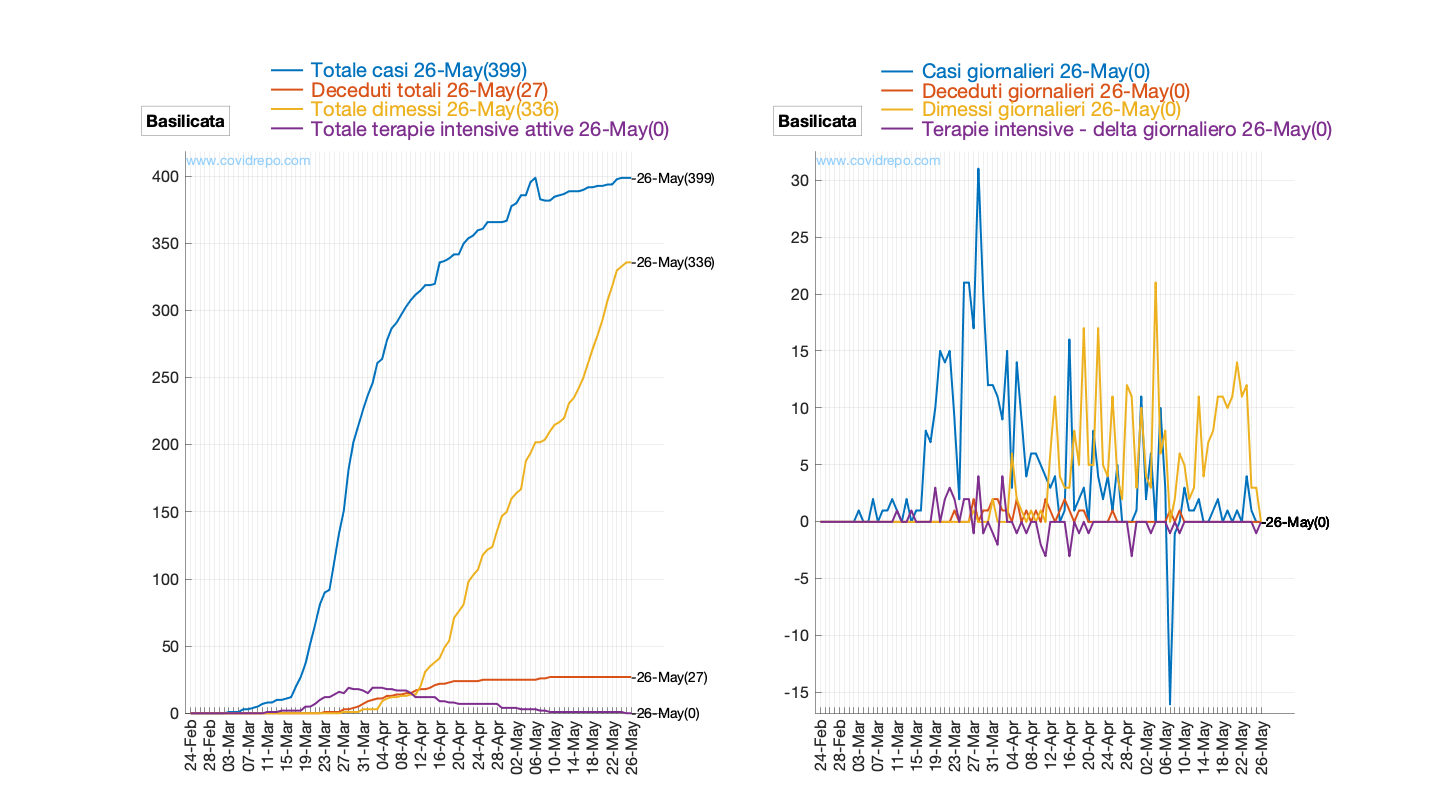 Totale casi 26-May(399)
Deceduti totali 26-May(27)
Totale dimessi 26-May(336)
Totale terapie intensive attive 26-May(0)
Basilicata
www.covidrepo.com
400
350
300
250
200
150
100
50
0
-26-May(399)
-26-May(336)
-26-May(27)
-26-May(0)
24-Feb
28-Feb
03-Mar
07-Mar
11-Mar
15-Mar
19-Mar
23-Mar
27-Mar
31-Mar
04-Apr
08-Apr
12-Apr
16-Apr
20-Apr
24-Apr
28-Apr
02-May
06-May
10-May
14-May
18-May
22-May
26-May
Casi giornalieri 26-May(0)
Deceduti giornalieri 26-May(0)
Dimessi giornalieri 26-May(0)
Terapie intensive - delta giornaliero 26-May(0)
Basilicata
www.covidrepo.com
30
25
20
15
10
5
0
-5
-10
-15
-26-May(0)
24-Feb
28-Feb
03-Mar
07-Mar
11-Mar
15-Mar
19-Mar
23-Mar
27-Mar
31-Mar
04-Apr
08-Apr
12-Apr
16-Apr
20-Apr
24-Apr
28-Apr
02-May
06-May
10-May
14-May
18-May
22-May
26-May